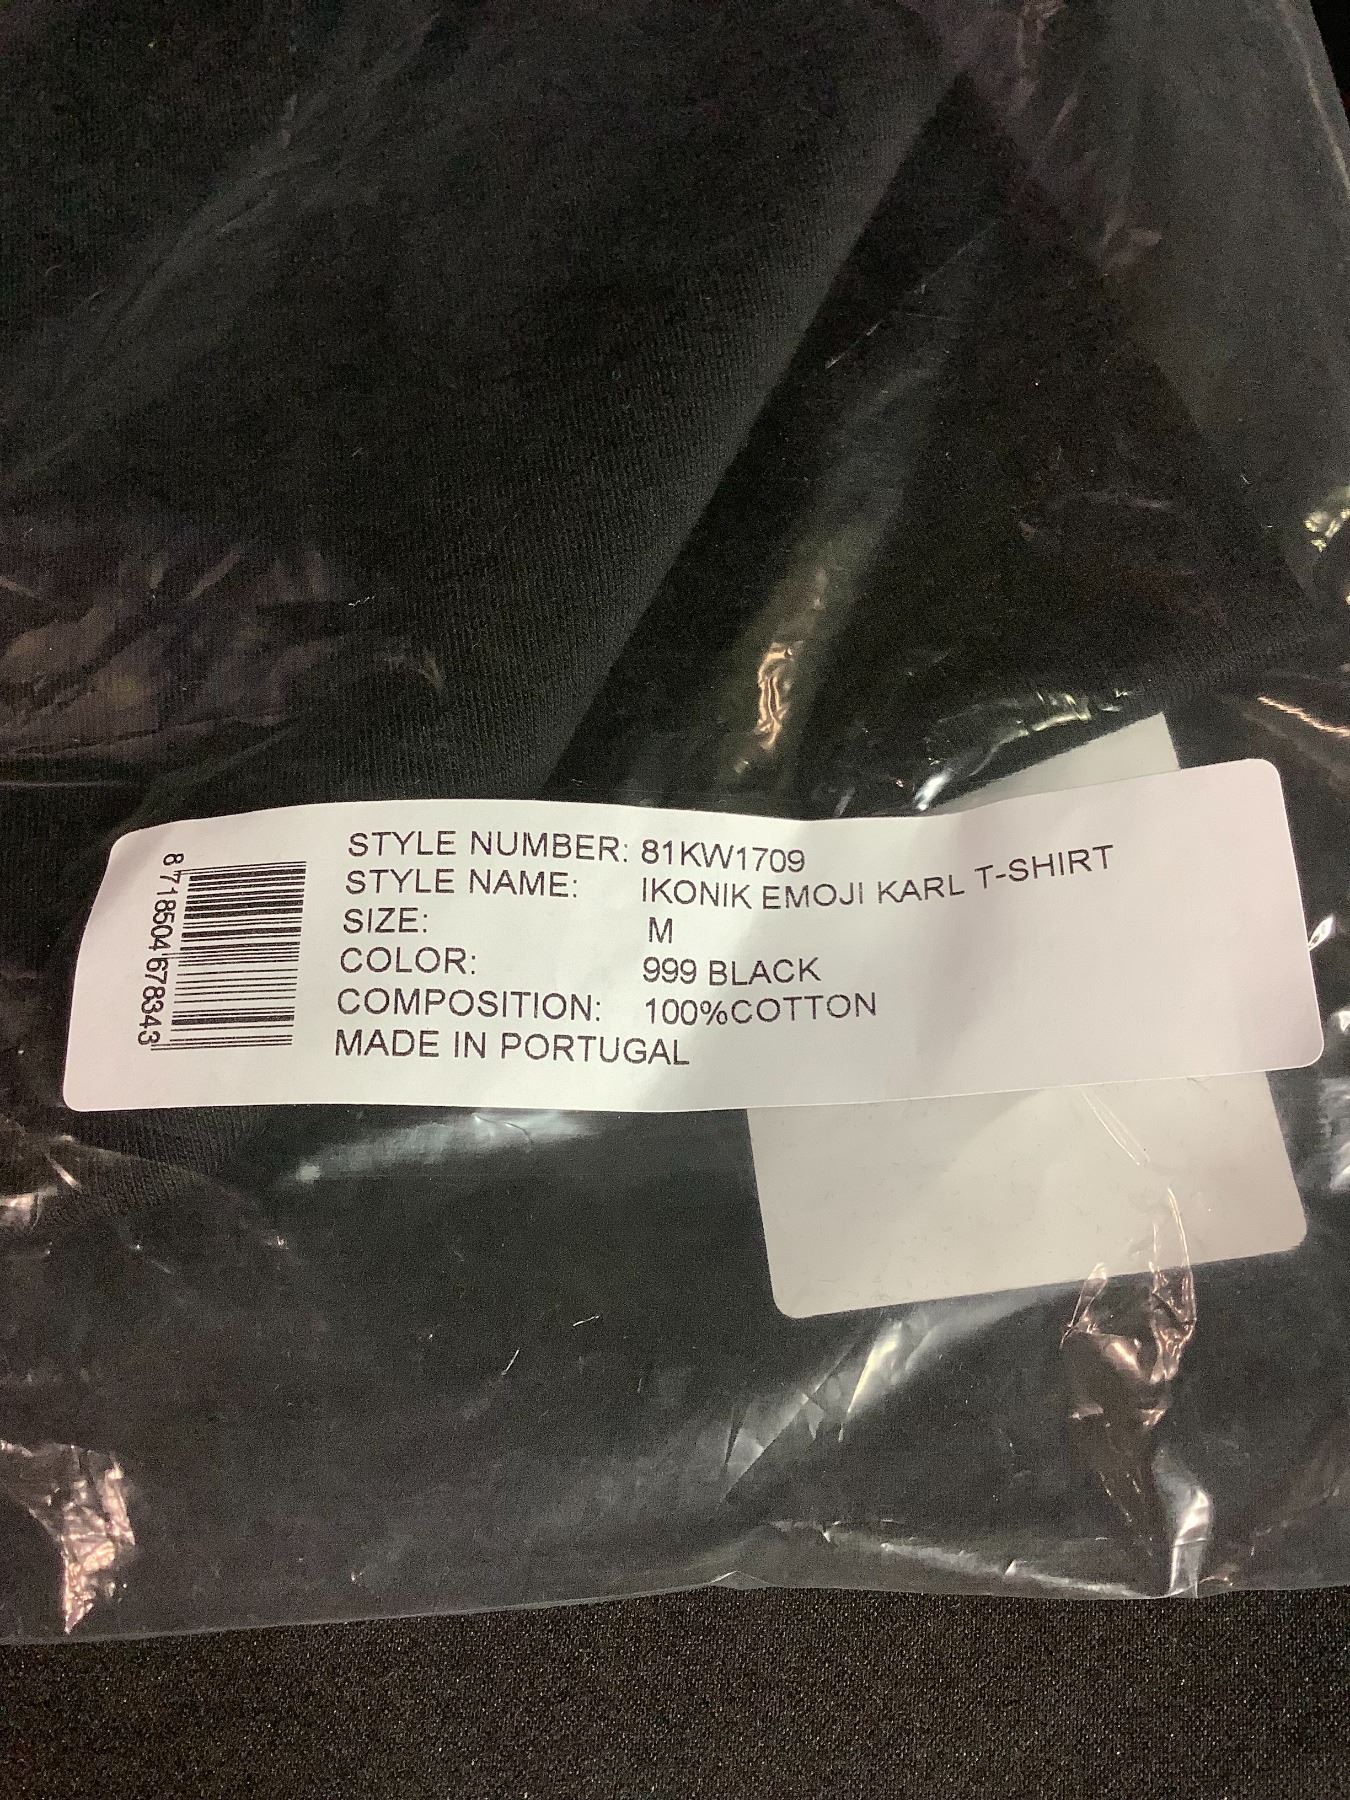 STYLE NUMBER: 81KW1709
STYLE NAME: IKONIK EMOJI KARL T-SHIRT
SIZE: M
COLOR: 999 BLACK
COMPOSITION: 100%COTTON
MADE IN PORTUGAL
8718504678343